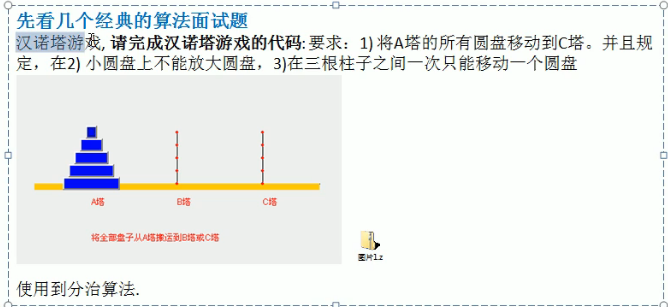 先看几个经典的算法面试题
汉诺塔游戏, 请完成汉诺塔游戏的代码: 要求：1) 将A塔的所有圆盘移动到C塔。并且规
定，在2) 小圆盘上不能放大圆盘，3)在三根柱子之间一次只能移动一个圆盘
A塔 B塔 C塔
将全部盘子从A塔搬运到B塔或C塔
图片1.z
使用到分治算法.